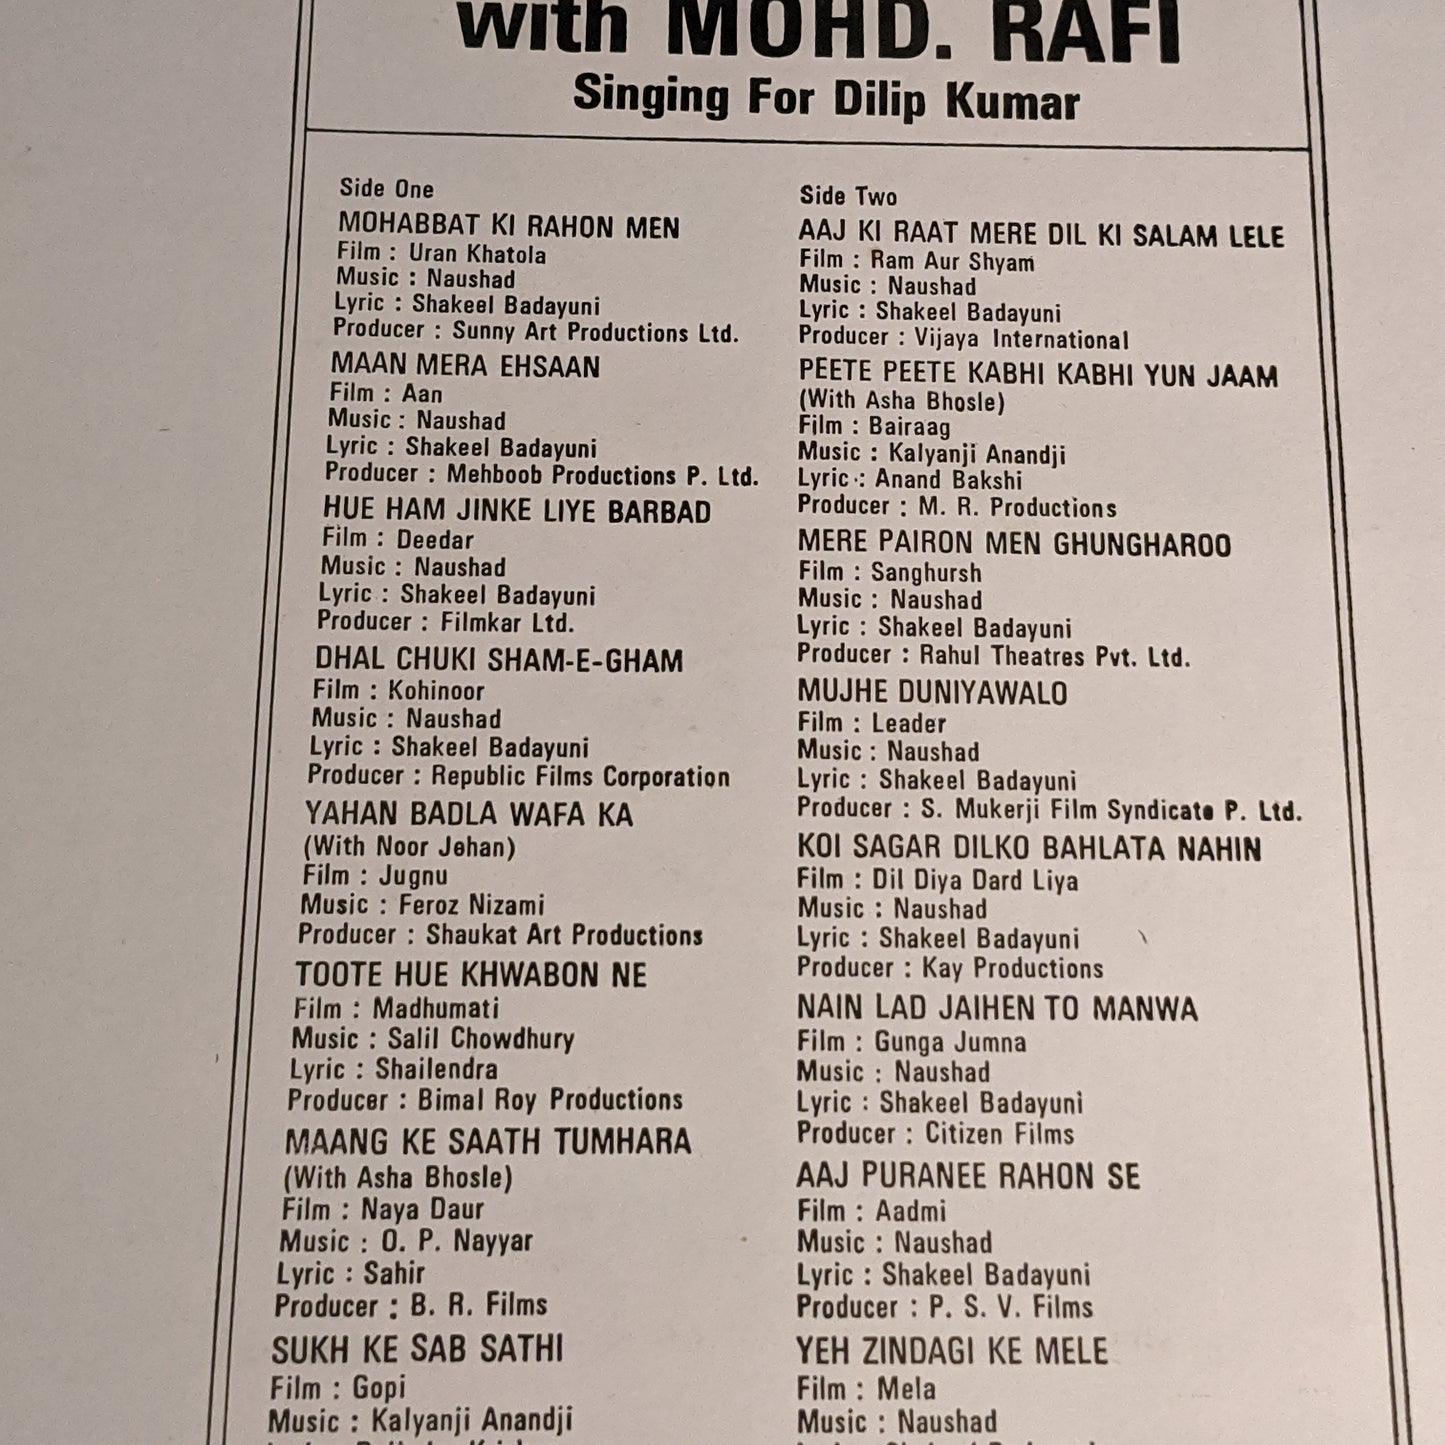 with MOHD. RAFI
Singing For Dilip Kumar
Side One
MOHABBAT KI RAHON MEN
Film : Uran Khatola
Music : Naushad
Lyric : Shakeel Badayuni
Producer : Sunny Art Productions Ltd.
MAAN MERA EHSAAN
Film : Aan
Music : Naushad
Lyric : Shakeel Badayuni
Producer : Mehboob Productions P. Ltd.
HUE HAM JINKE LIYE BARBAD
Film : Deedar
Music : Naushad
Lyric : Shakeel Badayuni
Producer : Filmkar Ltd.
DHAL CHUKI SHAM-E-GHAM
Film : Kohinoor
Music : Naushad
Lyric : Shakeel Badayuni
Producer : Republic Films Corporation
YAHAN BADLA WAFA KA
(With Noor Jehan)
Film : Jugnu
Music : Feroz Nizami
Producer : Shaukat Art Productions
TOOTE HUE KHWABON NE
Film : Madhumati
Music : Salil Chowdhury
Lyric : Shailendra
Producer : Bimal Roy Productions
MAANG KE SAATH TUMHARA
(With Asha Bhosle)
Film : Naya Daur
Music : O. P. Nayyar
Lyric : Sahir
Producer : B. R. Films
SUKH KE SAB SATHI
Film : Gopi
Music : Kalyanji Anandji
Side Two
AAJ KI RAAT MERE DIL KI SALAM LELE
Film : Ram Aur Shyam
Music : Naushad
Lyric : Shakeel Badayuni
Producer : Vijaya International
PEETE PEETE KABHI KABHI YUN JAAM
(With Asha Bhosle)
Film : Bairaag
Music : Kalyanji Anandji
Lyric : Anand Bakshi
Producer : M. R. Productions
MERE PAIRON MEN GHUNGHAROO
Film : Sanghursh
Music : Naushad
Lyric : Shakeel Badayuni
Producer : Rahul Theatres Pvt. Ltd.
MUJHE DUNIYAWALO
Film : Leader
Music : Naushad
Lyric : Shakeel Badayuni
Producer : S. Mukerji Film Syndicate P. Ltd.
KOI SAGAR DILKO BAHLATA NAHIN
Film : Dil Diya Dard Liya
Music : Naushad
Lyric : Shakeel Badayuni
Producer : Kay Productions
NAIN LAD JAIHEN TO MANWA
Film : Gunga Jumna
Music : Naushad
Lyric : Shakeel Badayuni
Producer : Citizen Films
AAJ PURANEE RAHON SE
Film : Aadmi
Music : Naushad
Lyric : Shakeel Badayuni
Producer : P. S. V. Films
YEH ZINDAGI KE MELE
Film : Mela
Music : Naushad